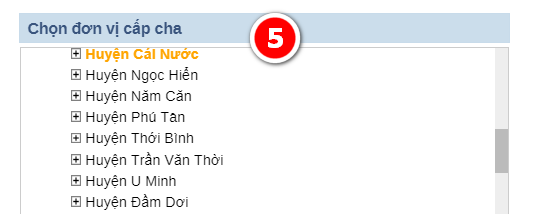 Chọn đơn vị cấp cha
5
Huyện Cái Nước
Huyện Ngọc Hiển
Huyện Năm Căn
Huyện Phú Tân
Huyện Thới Bình
Huyện Trần Văn Thời
Huyện U Minh
Huyện Đầm Dơi